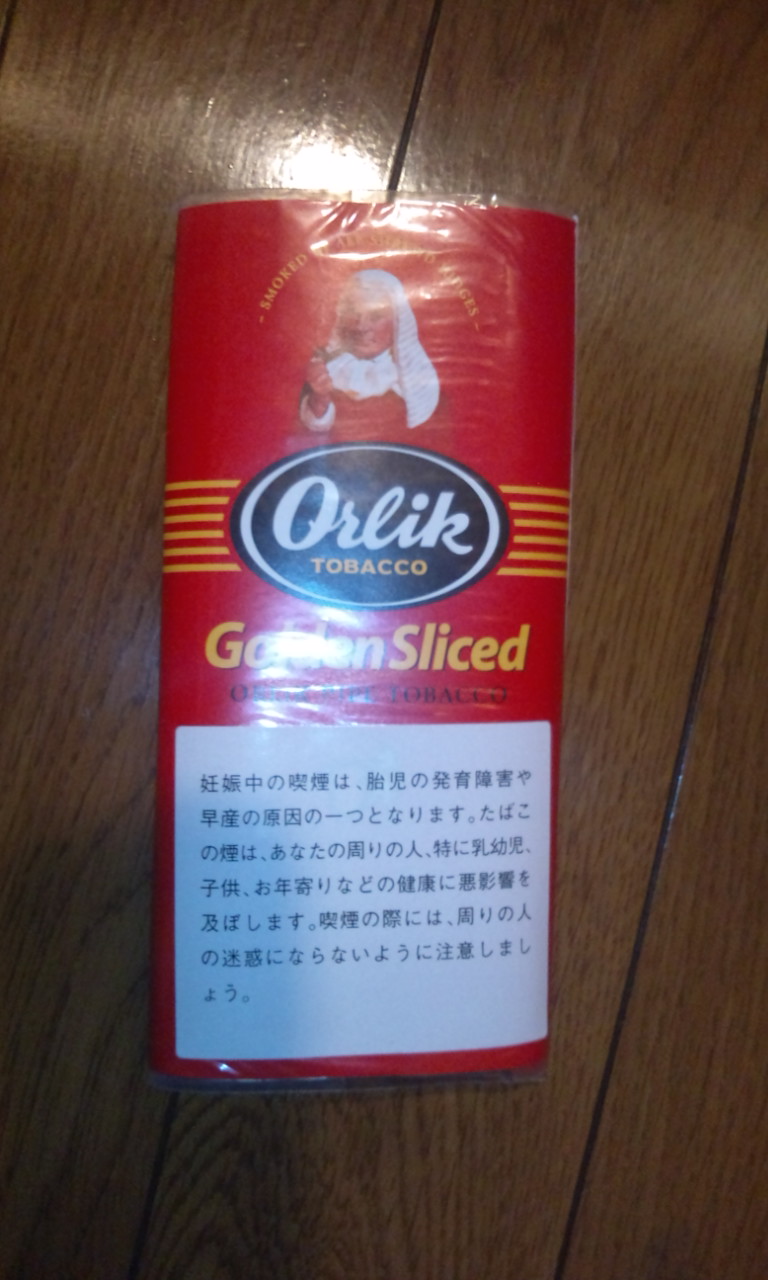 - SMOKED
JUDGES -
Orlik
TOBACCO
Golden Sliced
TOBACCO
妊娠中の喫煙は、胎児の発育障害や
早産の原因の一つとなります。たばこ
の煙は、あなたの周りの人、特に乳幼児、
子供、お年寄りなどの健康に悪影響を
及ぼします。喫煙の際には、周りの人
の迷惑にならないように注意しまし
ょう。